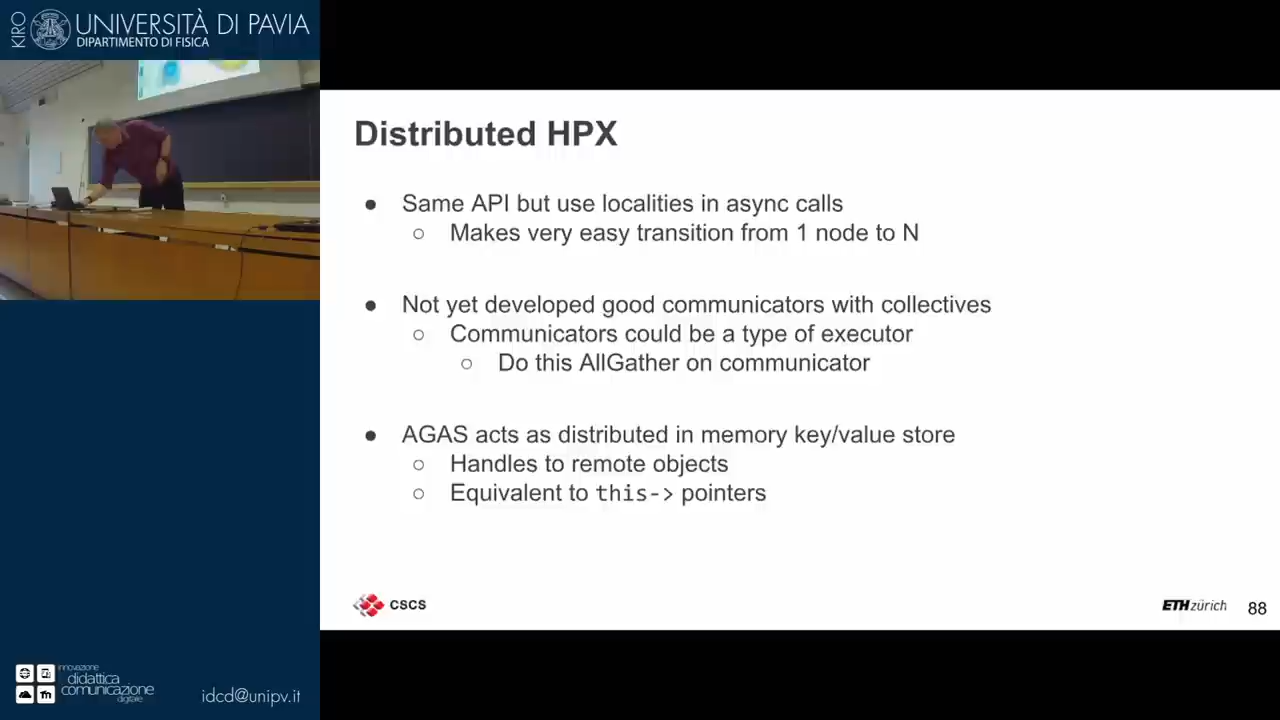 KIRO
UNIVERSITÀ DI PAVIA
DIPARTIMENTO DI FISICA
Distributed HPX
● Same API but use localities in async calls
○ Makes very easy transition from 1 node to N
● Not yet developed good communicators with collectives
○ Communicators could be a type of executor
○ Do this AllGather on communicator
● AGAS acts as distributed in memory key/value store
○ Handles to remote objects
○ Equivalent to this-> pointers
CSCS
ETH zürich
88
innovazione
didattica
comunicazione
digitale
idcd@unipv.it